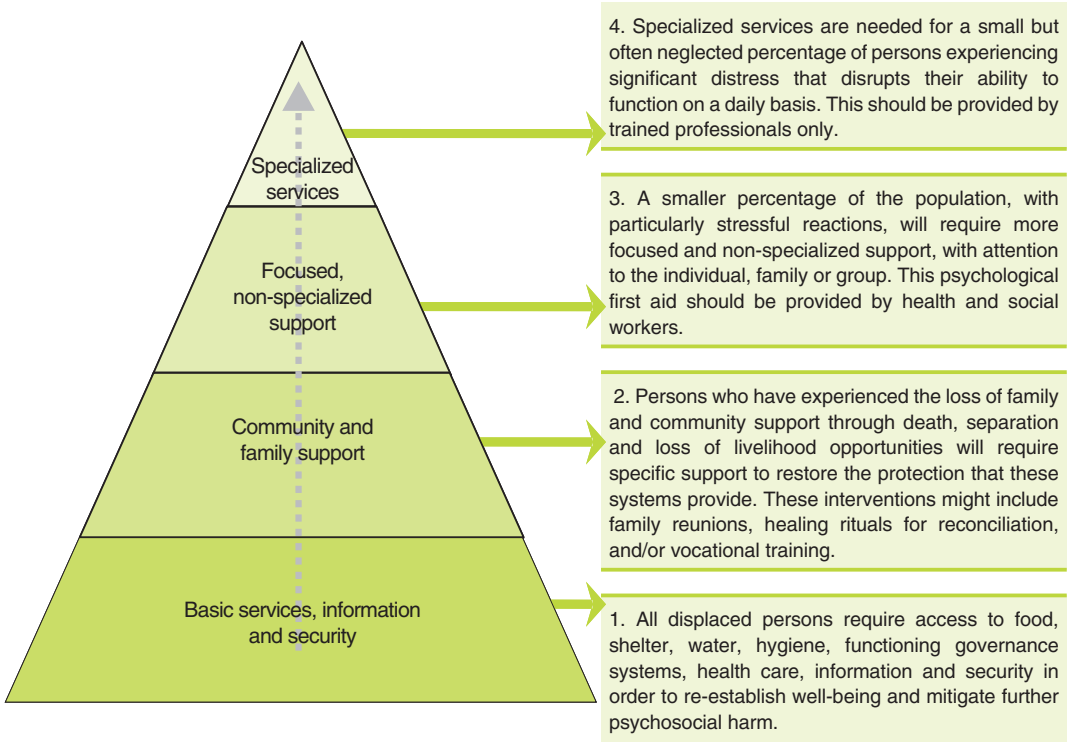 Specialized
services
Focused,
non-specialized
support
Community and
family support
Basic services, information
and security
4. Specialized services are needed for a small but
often neglected percentage of persons experiencing
significant distress that disrupts their ability to
function on a daily basis. This should be provided by
trained professionals only.
3. A smaller percentage of the population, with
particularly stressful reactions, will require more
focused and non-specialized support, with attention
to the individual, family or group. This psychological
first aid should be provided by health and social
workers.
2. Persons who have experienced the loss of family
and community support through death, separation
and loss of livelihood opportunities will require
specific support to restore the protection that these
systems provide. These interventions might include
family reunions, healing rituals for reconciliation,
and/or vocational training.
1. All displaced persons require access to food,
shelter, water, hygiene, functioning governance
systems, health care, information and security in
order to re-establish well-being and mitigate further
psychosocial harm.